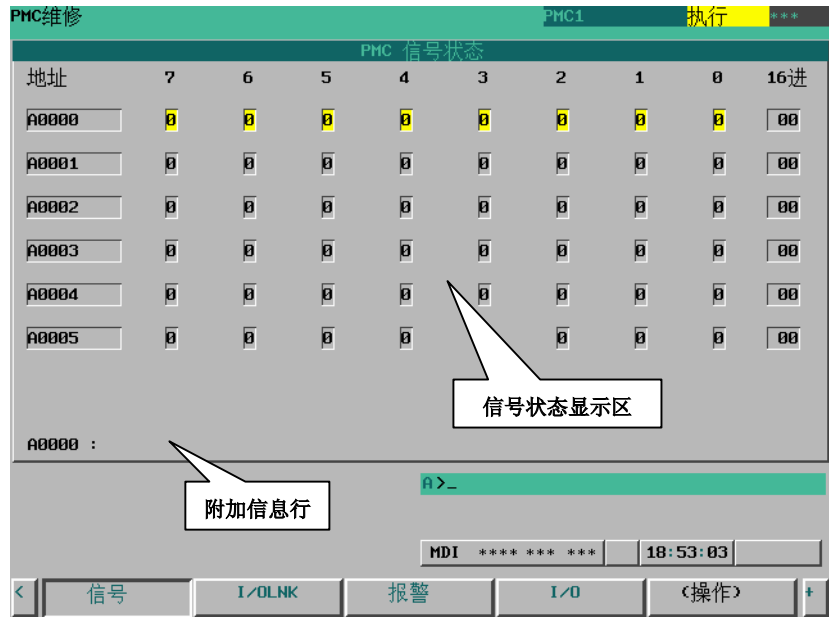 PMC维修 PMC1 执行 ***
PMC 信号状态
地址 7 6 5 4 3 2 1 0 16进
A0000 0 0 0 0 0 0 0 0 00
A0001 0 0 0 0 0 0 0 0 00
A0002 0 0 0 0 0 0 0 0 00
A0003 0 0 0 0 0 0 0 0 00
A0004 0 0 0 0 0 0 0 0 00
A0005 0 0 0 0 0 0 0 00
信号状态显示区
A0000 :
附加信息行
A>_
MDI **** *** *** 18:53:03
< 信号 I/OLNK 报警 I/O (操作) +